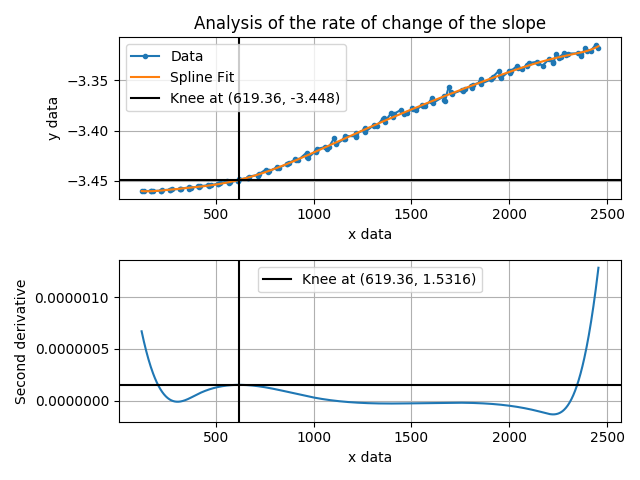 Analysis of the rate of change of the slope
Data
Spline Fit
Knee at (619.36, -3.448)
y data
−3.35
−3.40
−3.45
500 1000 1500 2000 2500
x data
Knee at (619.36, 1.5316)
Second derivative
0.0000010
0.0000005
0.0000000
500 1000 1500 2000 2500
x data